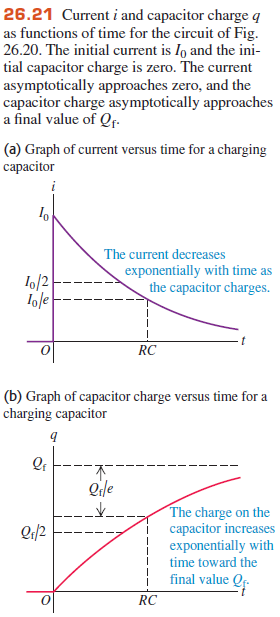 26.21 Current i and capacitor charge q
as functions of time for the circuit of Fig.
26.20. The initial current is I₀ and the ini-
tial capacitor charge is zero. The current
asymptotically approaches zero, and the
capacitor charge asymptotically approaches
a final value of Qf.
(a) Graph of current versus time for a charging
capacitor
i
I₀
The current decreases
exponentially with time as
the capacitor charges.
I₀/2
I₀/e
O
RC
t
(b) Graph of capacitor charge versus time for a
charging capacitor
q
Qf
Qf/e
The charge on the
capacitor increases
exponentially with
time toward the
final value Qf.
Qf/2
O
RC
t